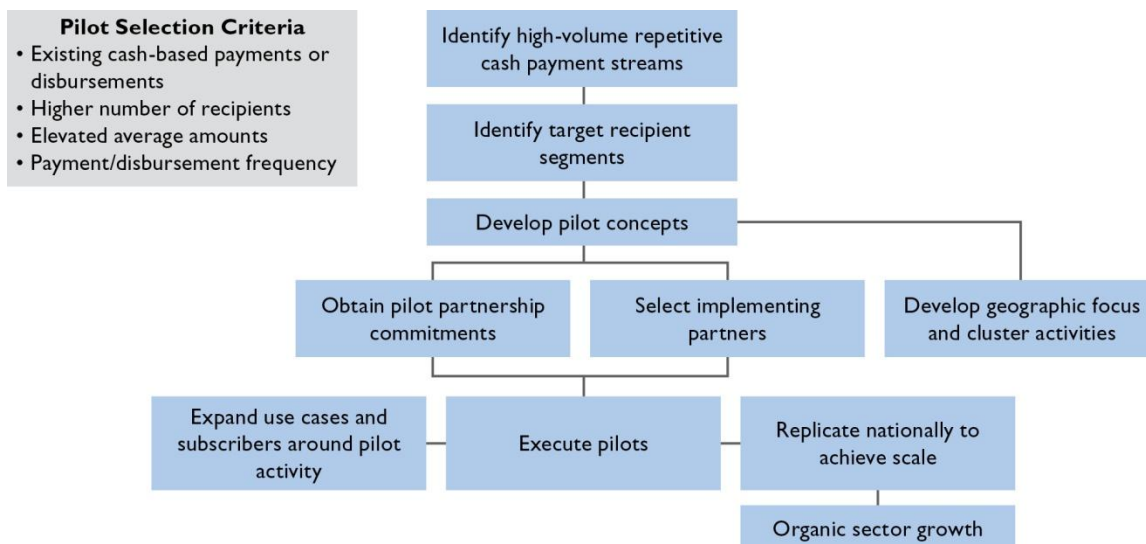 Pilot Selection Criteria
• Existing cash-based payments or
disbursements
• Higher number of recipients
• Elevated average amounts
• Payment/disbursement frequency
Identify high-volume repetitive
cash payment streams
Identify target recipient
segments
Develop pilot concepts
Obtain pilot partnership
commitments
Select implementing
partners
Develop geographic focus
and cluster activities
Expand use cases and
subscribers around pilot
activity
Execute pilots
Replicate nationally to
achieve scale
Organic sector growth